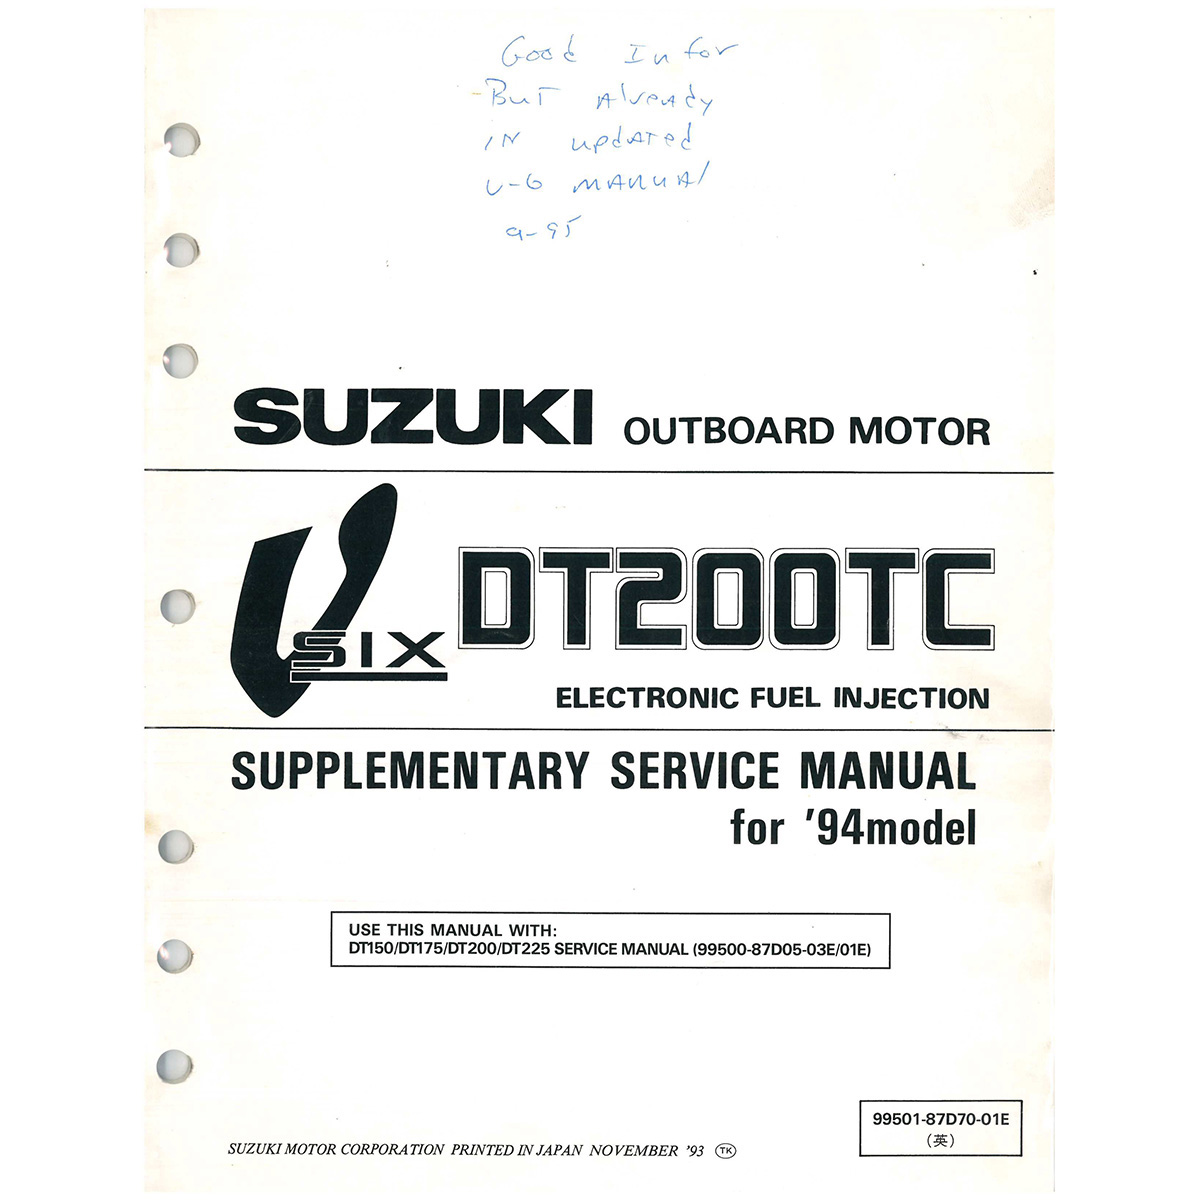 Good Infor
But Already
IN updated
V-6 MANUAL
9-95
SUZUKI OUTBOARD MOTOR
V SIX
DT200TC
ELECTRONIC FUEL INJECTION
SUPPLEMENTARY SERVICE MANUAL
for '94model
USE THIS MANUAL WITH:
DT150/DT175/DT200/DT225 SERVICE MANUAL (99500-87D05-03E/01E)
99501-87D70-01E
(英)
SUZUKI MOTOR CORPORATION PRINTED IN JAPAN NOVEMBER '93 TK